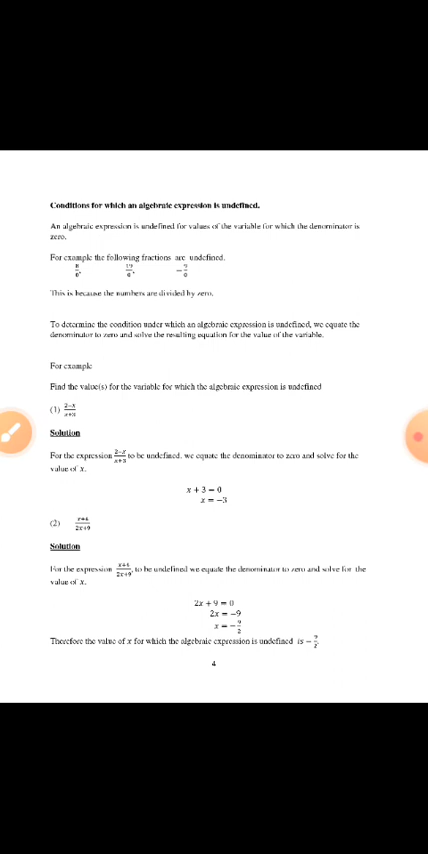 Conditions for which an algebraic expression is undefined.
An algebraic expression is undefined for values of the variable for which the denominator is
zero.
For example the following fractions are undefined.
8/0, 19/0, −9/0
This is because the numbers are divided by zero.
To determine the condition under which an algebraic expression is undefined, we equate the
denominator to zero and solve the resulting equation for the value of the variable.
For example
Find the value(s) for the variable for which the algebraic expression is undefined
(1) (2−x)/(x+3)
Solution
For the expression (2−x)/(x+3) to be undefined, we equate the denominator to zero and solve for the
value of x.
x + 3 = 0
x = −3
(2) (x+6)/(2x+9)
Solution
For the expression (x+6)/(2x+9), to be undefined we equate the denominator to zero and solve for the
value of x.
2x + 9 = 0
2x = −9
x = −9/2
Therefore the value of x for which the algebraic expression is undefined is −9/2.
4